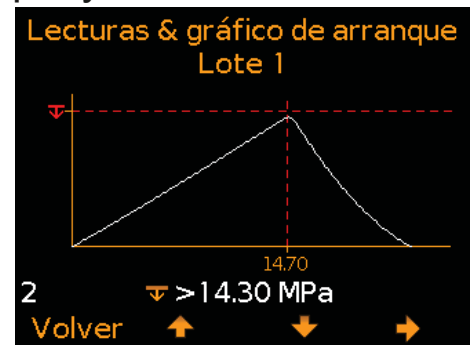 Lecturas & gráfico de arranque
Lote 1
14.70
2 >14.30 MPa
Volver